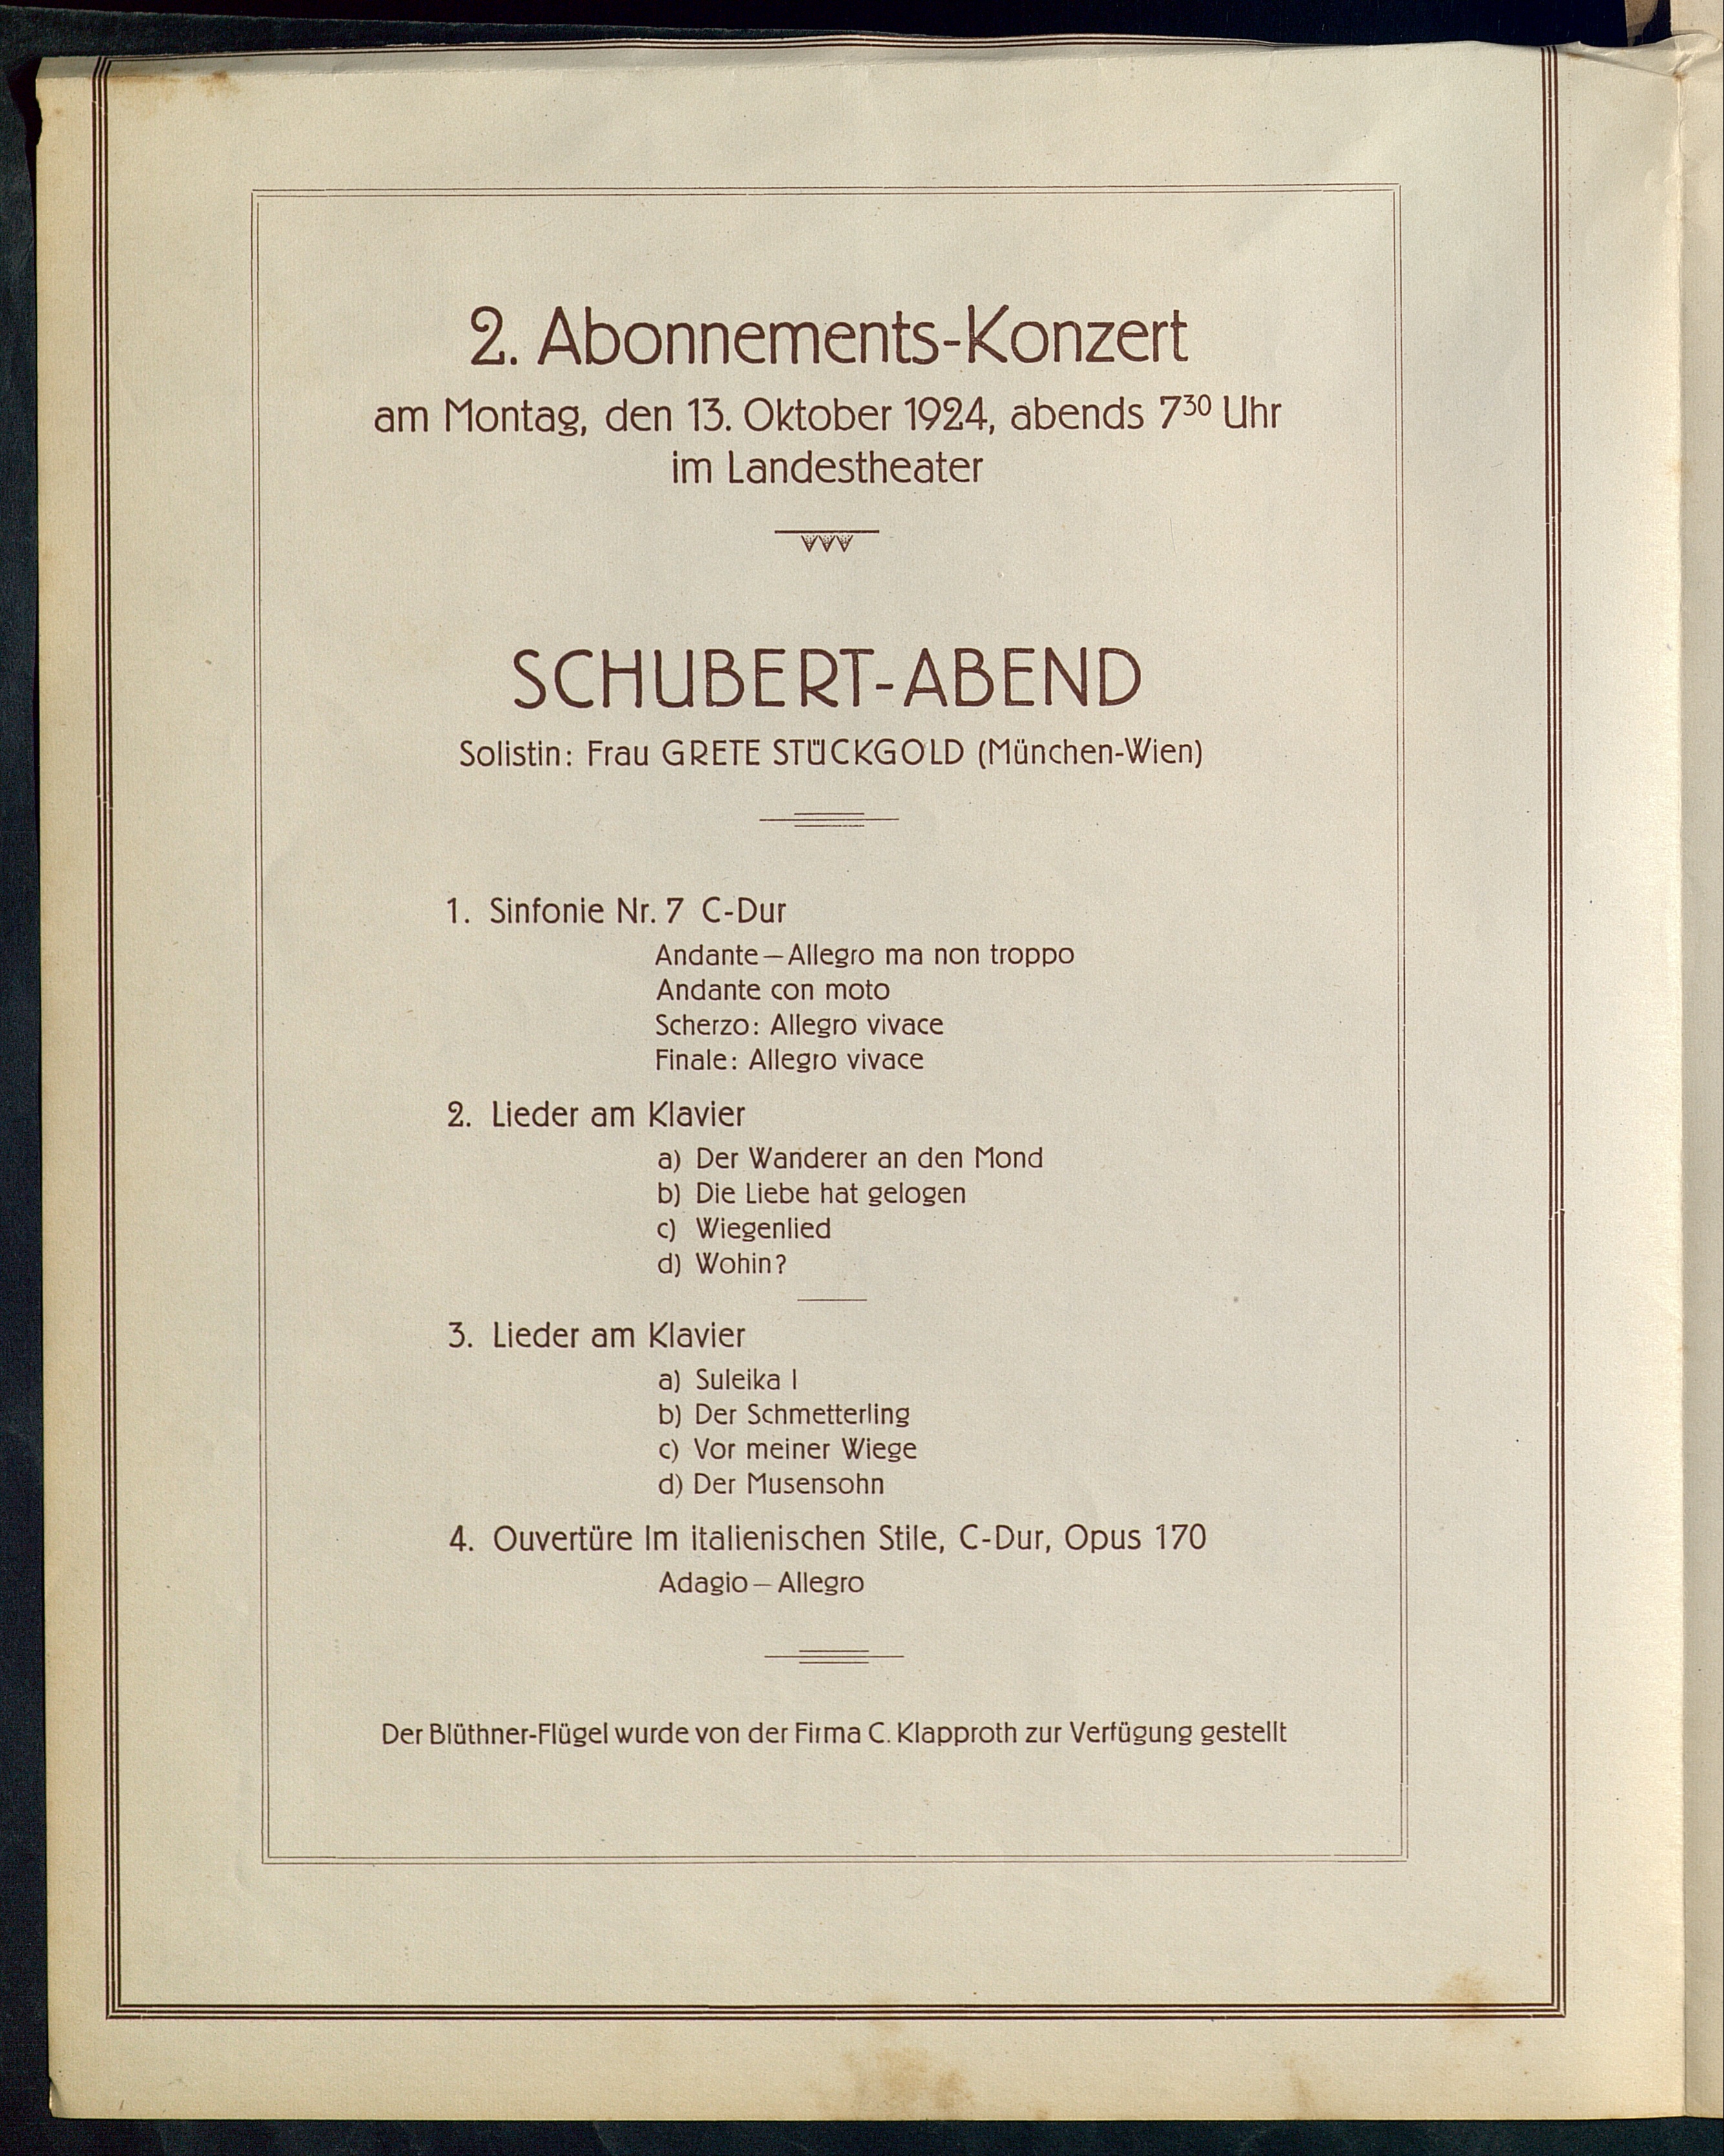 2. Abonnements-Konzert
am Montag, den 13. Oktober 1924, abends 7³⁰ Uhr
im Landestheater
SCHUBERT-ABEND
Solistin: Frau GRETE STÜCKGOLD (München-Wien)
1. Sinfonie Nr. 7 C-Dur
Andante—Allegro ma non troppo
Andante con moto
Scherzo: Allegro vivace
Finale: Allegro vivace
2. Lieder am Klavier
a) Der Wanderer an den Mond
b) Die Liebe hat gelogen
c) Wiegenlied
d) Wohin?
3. Lieder am Klavier
a) Suleika I
b) Der Schmetterling
c) Vor meiner Wiege
d) Der Musensohn
4. Ouvertüre Im italienischen Stile, C-Dur, Opus 170
Adagio—Allegro
Der Blüthner-Flügel wurde von der Firma C. Klapproth zur Verfügung gestellt